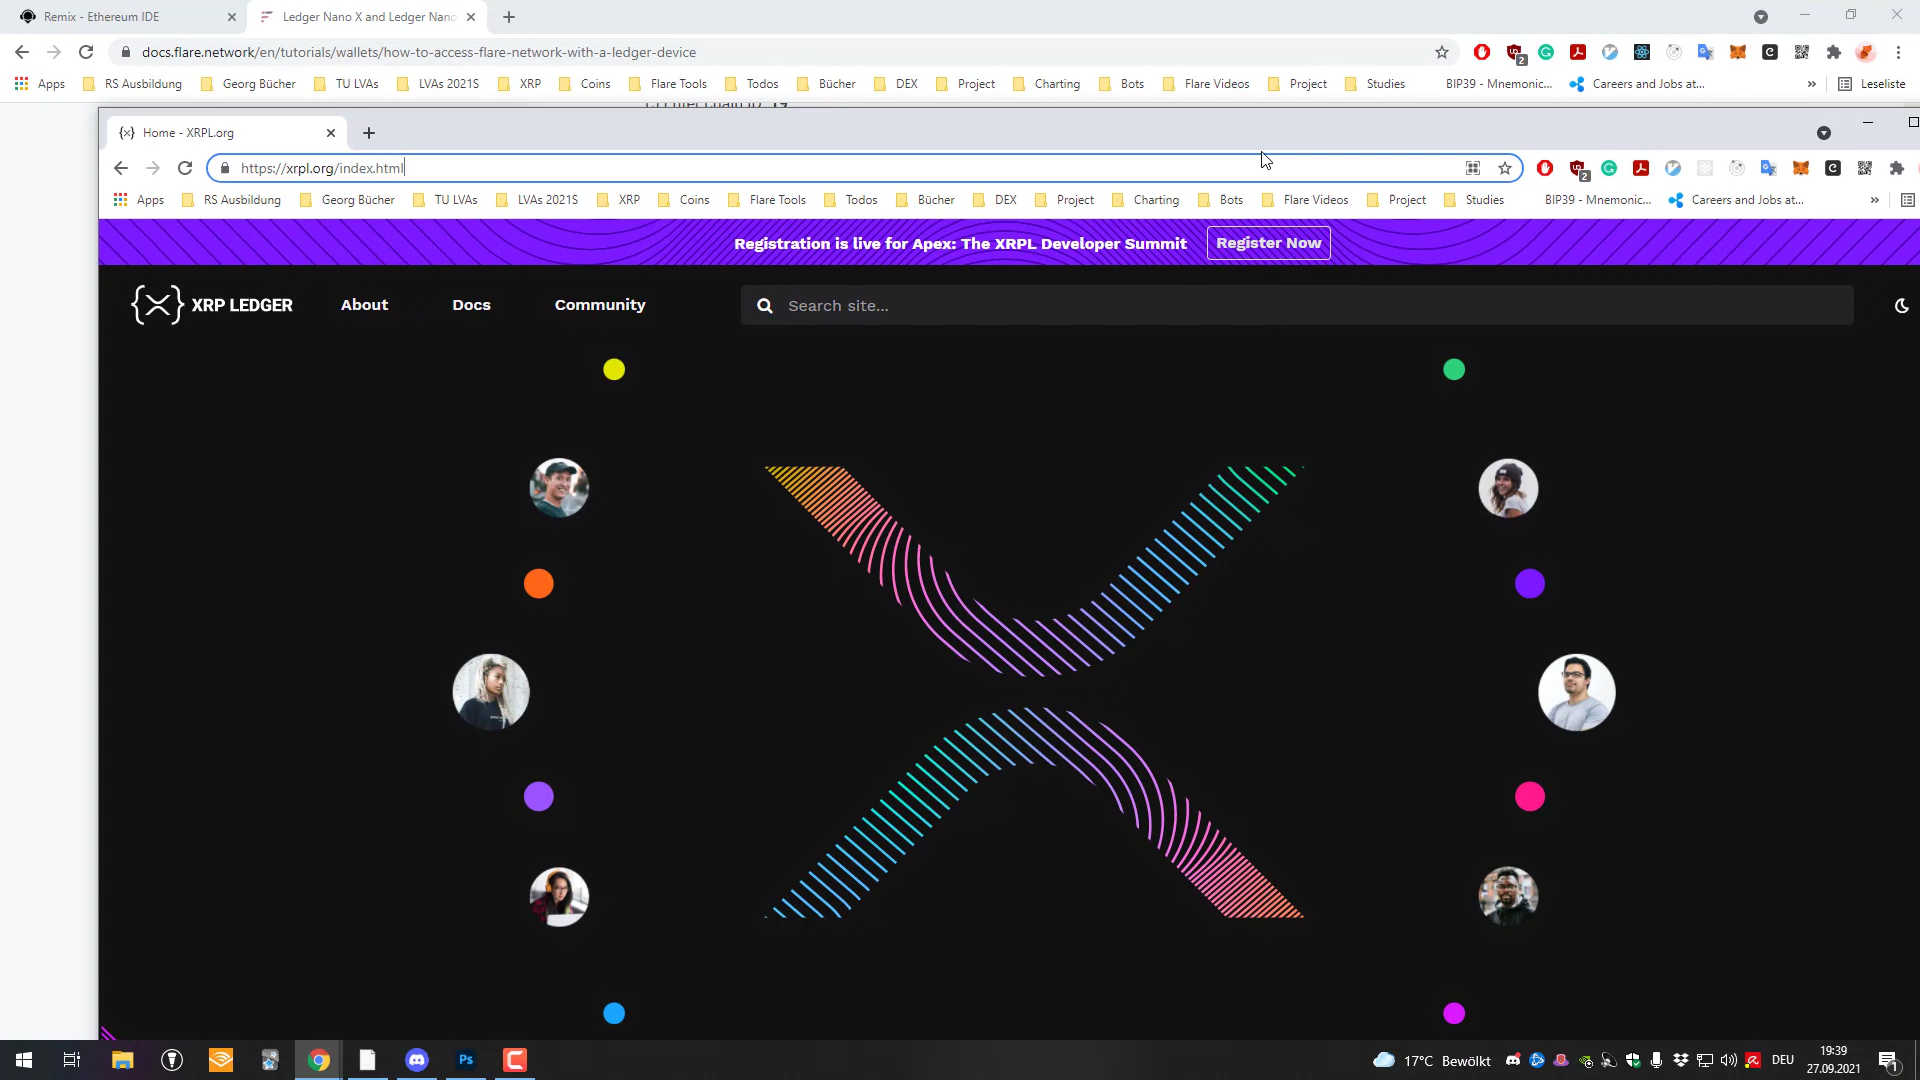 Remix - Ethereum IDE
Ledger Nano X and Ledger Nano
docs.flare.network/en/tutorials/wallets/how-to-access-flare-network-with-a-ledger-device
2
Apps RS Ausbildung Georg Bücher TU LVAs LVAs 2021S XRP Coins Flare Tools Todos Bücher DEX Project Charting Bots Flare Videos Project Studies BIP39 - Mnemonic... Careers and Jobs at... » Leseliste
Home - XRPL.org
https://xrpl.org/index.html
2
Apps RS Ausbildung Georg Bücher TU LVAs LVAs 2021S XRP Coins Flare Tools Todos Bücher DEX Project Charting Bots Flare Videos Project Studies BIP39 - Mnemonic... Careers and Jobs at... »
Registration is live for Apex: The XRPL Developer Summit Register Now
XRP LEDGER About Docs Community Search site...
Ps 17°C Bewölkt DEU 19:39
27.09.2021
1